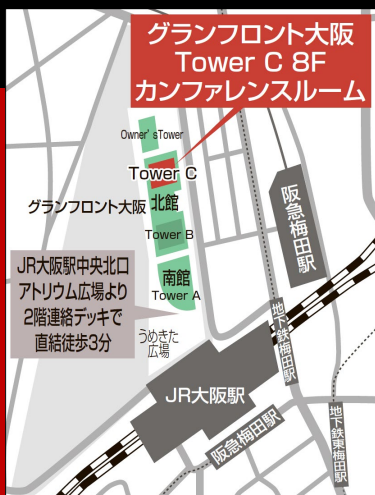 グランフロント大阪
Tower C 8F
カンファレンスルーム
Owner'sTower
Tower C
グランフロント大阪
北館
Tower B
南館
Tower A
JR大阪駅中央北口
アトリウム広場より
2階連絡デッキで
直結徒歩3分
うめきた
広場
阪急梅田駅
地下鉄梅田駅
JR大阪駅
阪急梅田駅
地下鉄東梅田駅